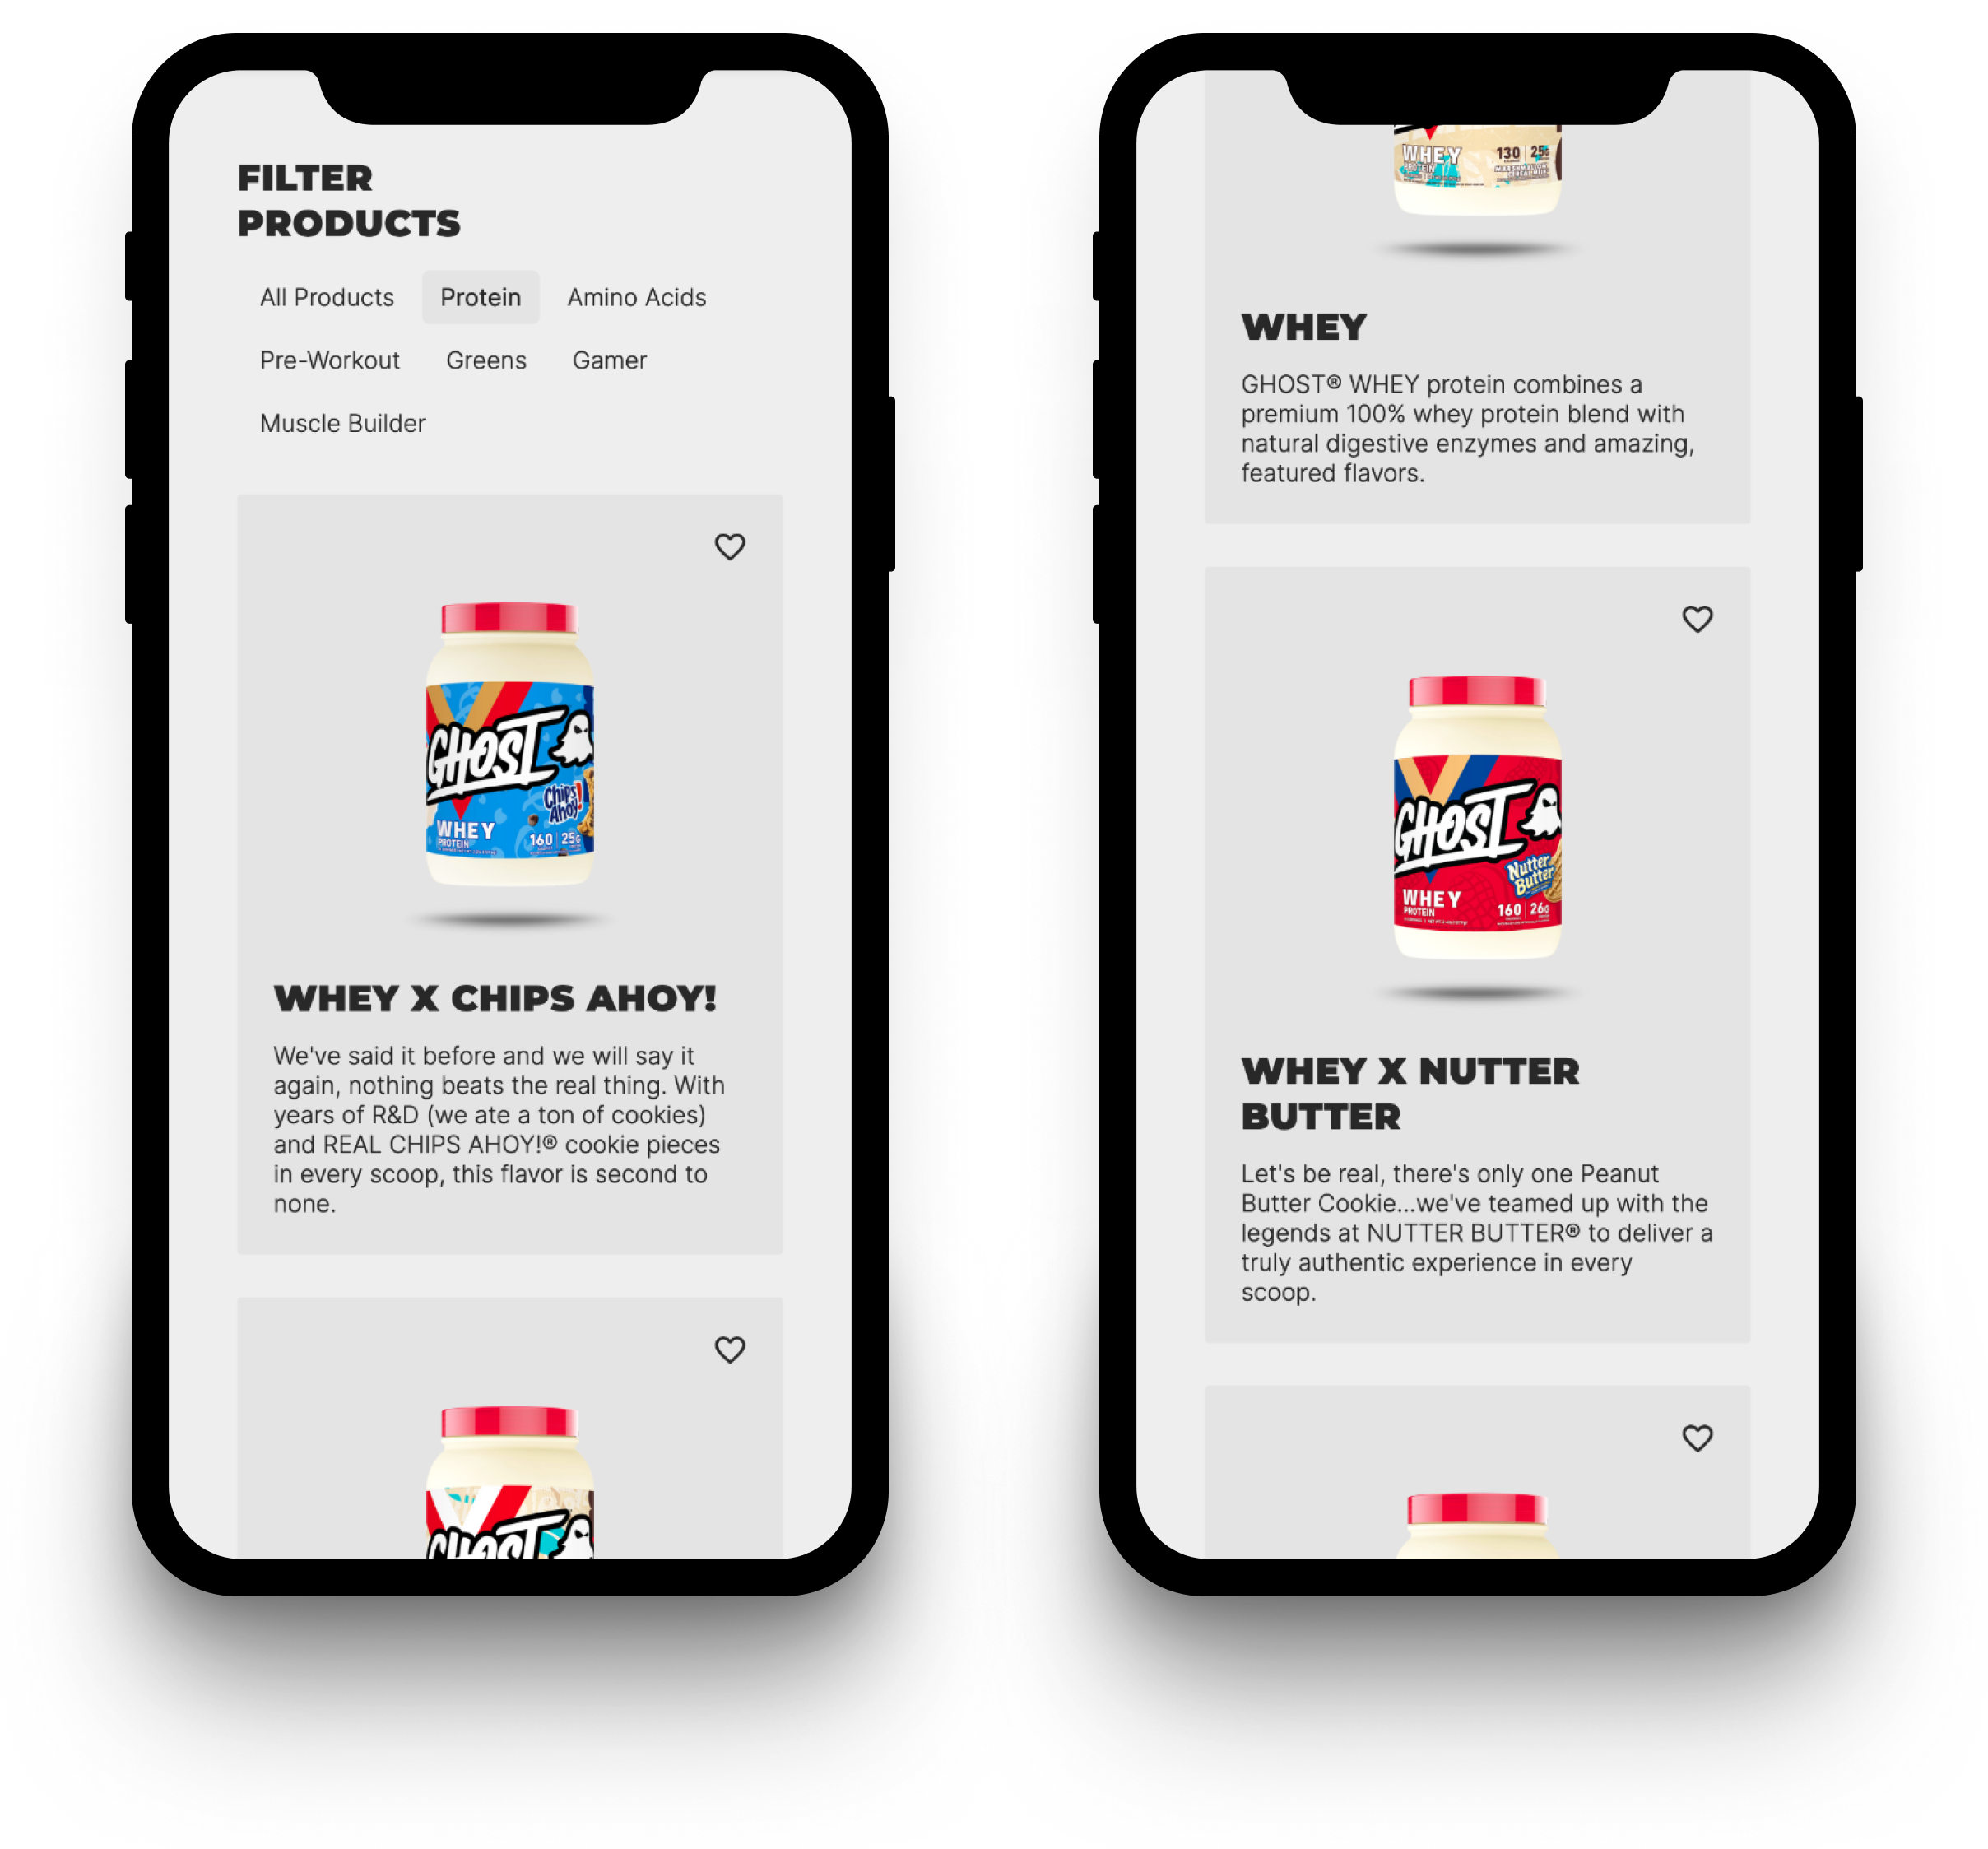 FILTER
PRODUCTS
All Products Protein Amino Acids
Pre-Workout Greens Gamer
Muscle Builder
GHOST
Chips
Ahoy!
WHEY
PROTEIN
160 25G
WHEY X CHIPS AHOY!
We've said it before and we will say it
again, nothing beats the real thing. With
years of R&D (we ate a ton of cookies)
and REAL CHIPS AHOY!® cookie pieces
in every scoop, this flavor is second to
none.
GHOST
WHEY
PROTEIN
130 25G
MARSHMALLOW
CEREAL MILK
WHEY
GHOST® WHEY protein combines a
premium 100% whey protein blend with
natural digestive enzymes and amazing,
featured flavors.
GHOST
Nutter
Butter
WHEY
PROTEIN
160 26G
WHEY X NUTTER
BUTTER
Let's be real, there's only one Peanut
Butter Cookie...we've teamed up with the
legends at NUTTER BUTTER® to deliver a
truly authentic experience in every
scoop.